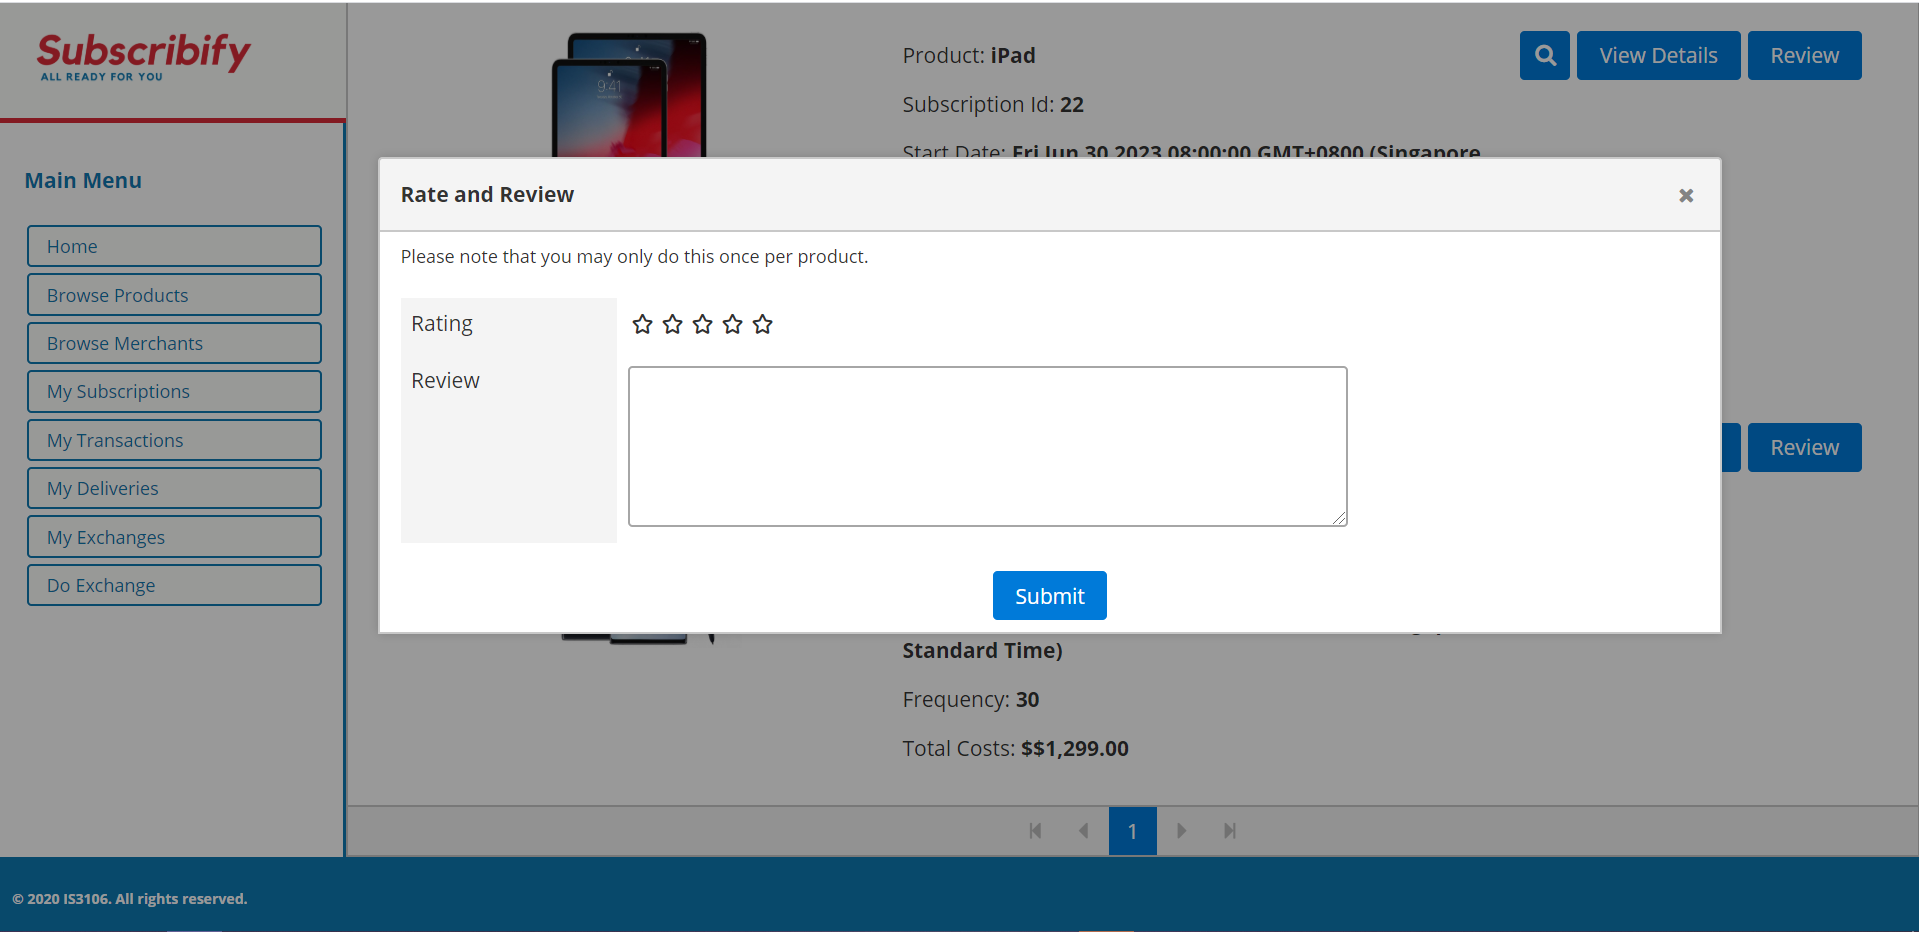 Subscribify
ALL READY FOR YOU
Main Menu
Home
Browse Products
Browse Merchants
My Subscriptions
My Transactions
My Deliveries
My Exchanges
Do Exchange
9:41
Product: iPad
Subscription Id: 22
Start Date: Fri Jun 30 2023 08:00:00 GMT+0800 (Singapore
View Details
Review
Rate and Review
Please note that you may only do this once per product.
Rating
Review
Submit
Review
Standard Time)
Frequency: 30
Total Costs: $$1,299.00
1
© 2020 IS3106. All rights reserved.